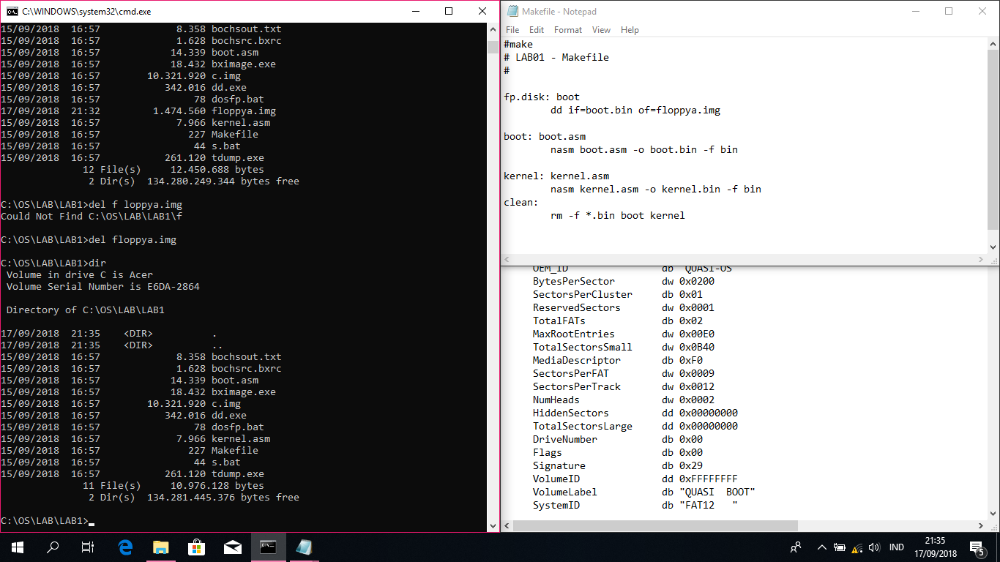 C:\WINDOWS\system32\cmd.exe
15/09/2018  16:57             8.358 bochsout.txt
15/09/2018  16:57             1.628 bochsrc.bxrc
15/09/2018  16:57            14.339 boot.asm
15/09/2018  16:57            18.432 bximage.exe
15/09/2018  16:57        10.321.920 c.img
15/09/2018  16:57           342.016 dd.exe
15/09/2018  16:57                78 dosfp.bat
17/09/2018  21:32         1.474.560 floppya.img
15/09/2018  16:57             7.966 kernel.asm
15/09/2018  16:57               227 Makefile
15/09/2018  16:57                44 s.bat
15/09/2018  16:57           261.120 tdump.exe
              12 File(s)     12.450.688 bytes
               2 Dir(s)  134.280.249.344 bytes free
C:\OS\LAB\LAB1>del f loppya.img
Could Not Find C:\OS\LAB\LAB1\f
C:\OS\LAB\LAB1>del floppya.img
C:\OS\LAB\LAB1>dir
 Volume in drive C is Acer
 Volume Serial Number is E6DA-2864
 Directory of C:\OS\LAB\LAB1
17/09/2018  21:35    <DIR>          .
17/09/2018  21:35    <DIR>          ..
15/09/2018  16:57             8.358 bochsout.txt
15/09/2018  16:57             1.628 bochsrc.bxrc
15/09/2018  16:57            14.339 boot.asm
15/09/2018  16:57            18.432 bximage.exe
15/09/2018  16:57        10.321.920 c.img
15/09/2018  16:57           342.016 dd.exe
15/09/2018  16:57                78 dosfp.bat
15/09/2018  16:57             7.966 kernel.asm
15/09/2018  16:57               227 Makefile
15/09/2018  16:57                44 s.bat
15/09/2018  16:57           261.120 tdump.exe
              11 File(s)     10.976.128 bytes
               2 Dir(s)  134.281.445.376 bytes free
C:\OS\LAB\LAB1>
Makefile - Notepad
File Edit Format View Help
#make
# LAB01 - Makefile
#
fp.disk: boot
        dd if=boot.bin of=floppya.img
boot: boot.asm
        nasm boot.asm -o boot.bin -f bin
kernel: kernel.asm
        nasm kernel.asm -o kernel.bin -f bin
clean:
        rm -f *.bin boot kernel
OEM_ID                db "QUASI-OS"
BytesPerSector        dw 0x0200
SectorsPerCluster     db 0x01
ReservedSectors       dw 0x0001
TotalFATs             db 0x02
MaxRootEntries        dw 0x00E0
TotalSectorsSmall     dw 0x0B40
MediaDescriptor       db 0xF0
SectorsPerFAT         dw 0x0009
SectorsPerTrack       dw 0x0012
NumHeads              dw 0x0002
HiddenSectors         dd 0x00000000
TotalSectorsLarge     dd 0x00000000
DriveNumber           db 0x00
Flags                 db 0x00
Signature             db 0x29
VolumeID              dd 0xFFFFFFFF
VolumeLabel           db "QUASI  BOOT"
SystemID              db "FAT12   "
IND
21:35
17/09/2018
5